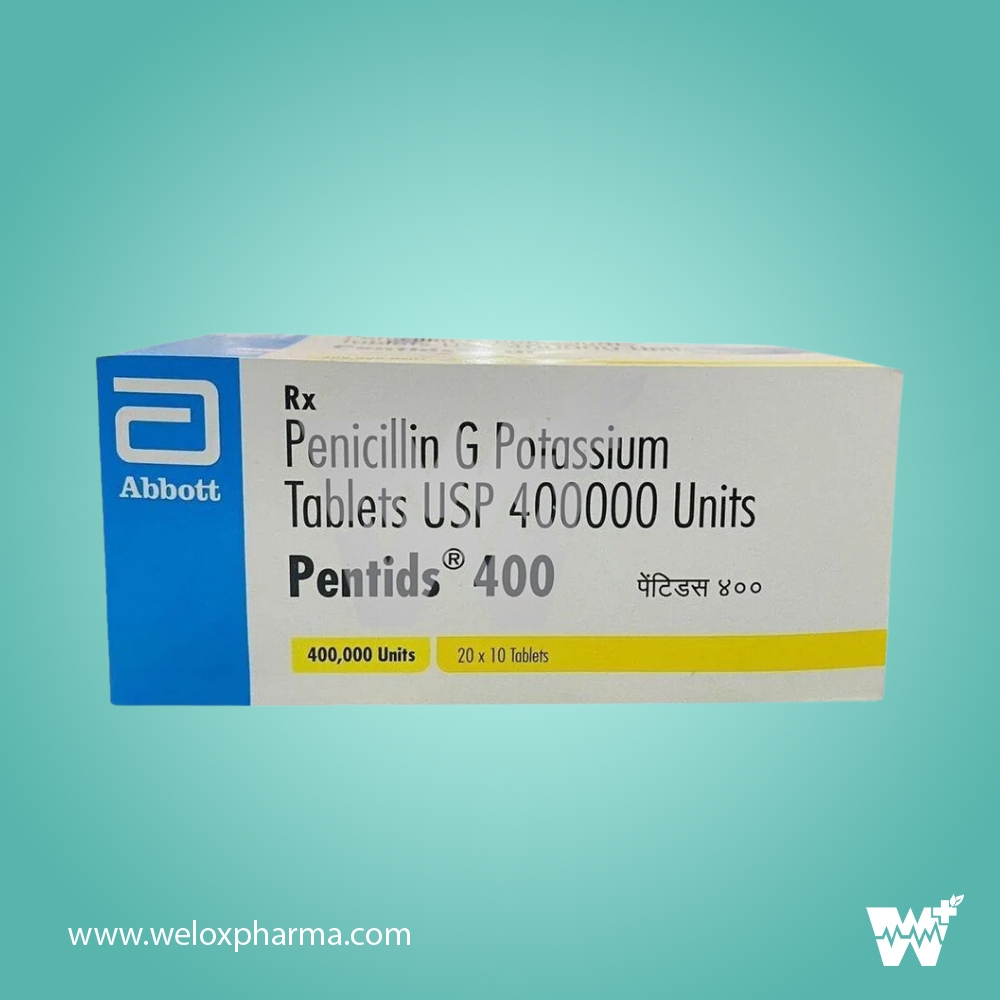 Abbott
Rx
Penicillin G Potassium
Tablets USP 400000 Units
Pentids® 400
पेंटिडस ४००
400,000 Units
20 x 10 Tablets
www.weloxpharma.com
W